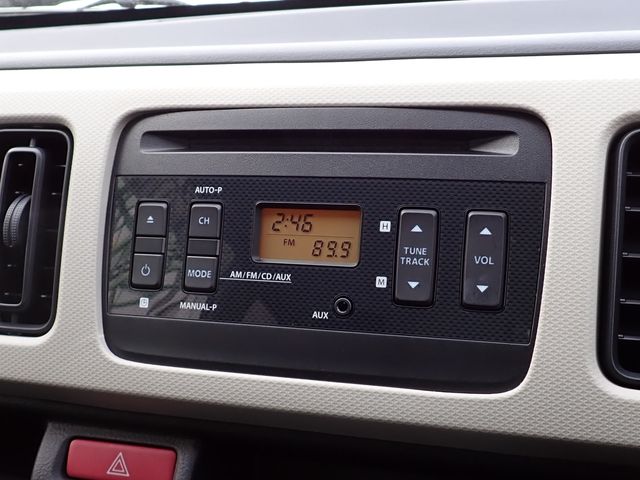 AUTO-P
CH
MODE
MANUAL-P
2:46
FM
89.9
AM/FM/CD/AUX
AUX
H
M
TUNE
TRACK
VOL